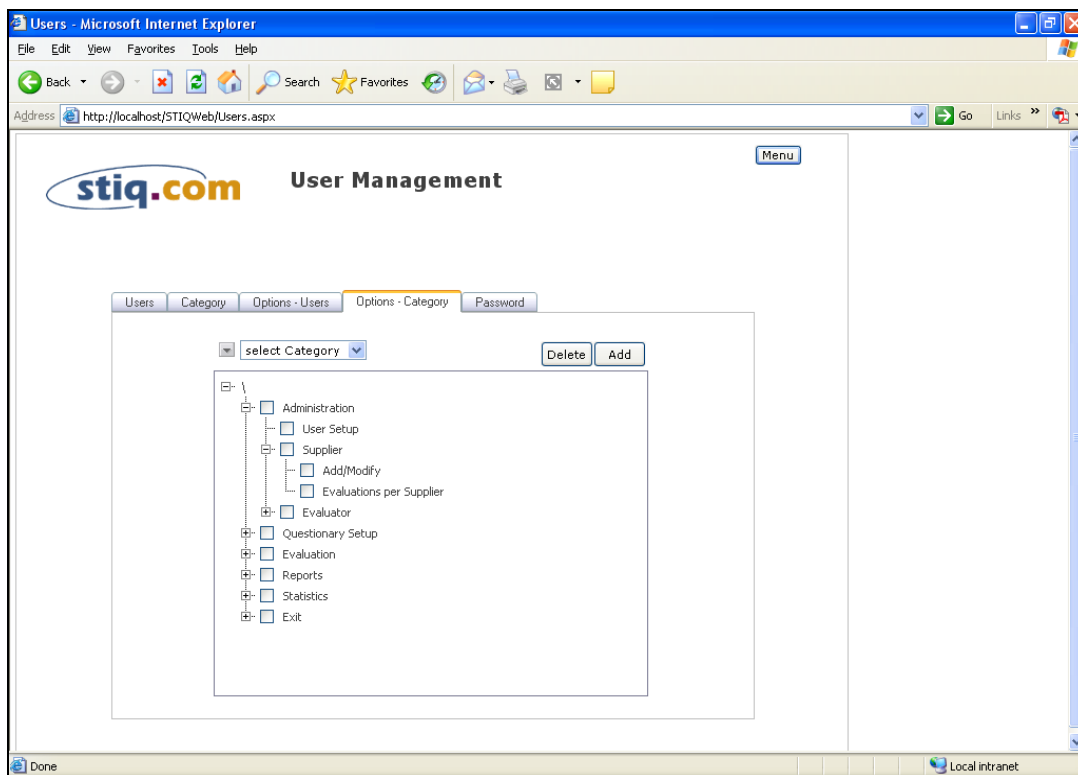 Users - Microsoft Internet Explorer
File Edit View Favorites Tools Help
Back Search Favorites
Address http://localhost/STIQWeb/Users.aspx Go Links »
Menu
stiq.com User Management
Users Category Options - Users Options - Category Password
select Category Delete Add
\
Administration
User Setup
Supplier
Add/Modify
Evaluations per Supplier
Evaluator
Questionary Setup
Evaluation
Reports
Statistics
Exit
Done Local intranet